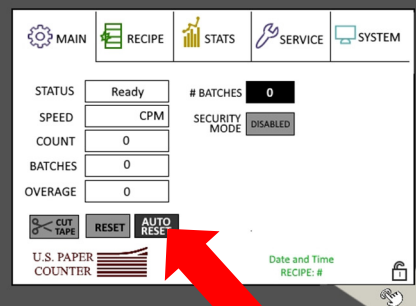 MAIN RECIPE STATS SERVICE SYSTEM
STATUS Ready # BATCHES 0
SPEED CPM SECURITY MODE DISABLED
COUNT 0
BATCHES 0
OVERAGE 0
CUT TAPE RESET AUTO RESET
U.S. PAPER
COUNTER
Date and Time
RECIPE: #